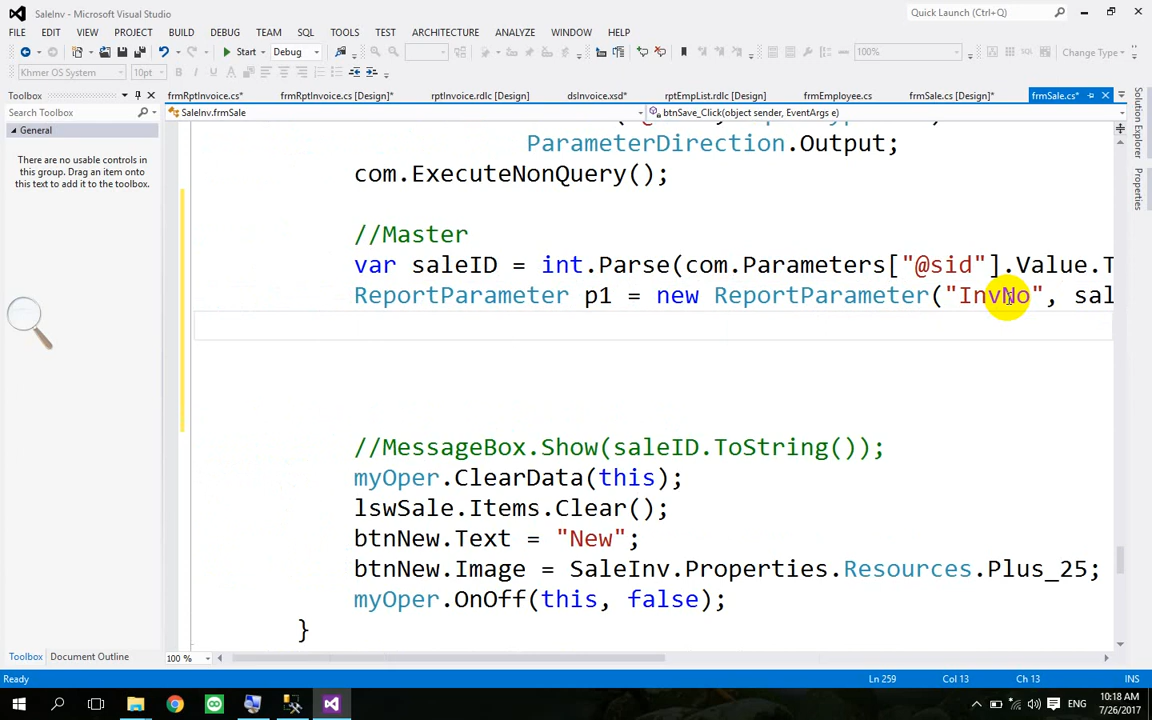 SaleInv - Microsoft Visual Studio
Quick Launch (Ctrl+Q)
FILE EDIT VIEW PROJECT BUILD DEBUG TEAM SQL TOOLS TEST ARCHITECTURE ANALYZE WINDOW HELP
Start Debug 100% Change Type
Khmer OS System 10pt B I U A
Toolbox
frmRptInvoice.cs* frmRptInvoice.cs [Design]* rptInvoice.rdlc [Design] dsInvoice.xsd* rptEmpList.rdlc [Design] frmEmployee.cs frmSale.cs [Design]* frmSale.cs*
Search Toolbox
SaleInv.frmSale btnSave_Click(object sender, EventArgs e)
General
There are no usable controls in
this group. Drag an item onto
this text to add it to the toolbox.
Solution Explorer
Properties
ParameterDirection.Output;
com.ExecuteNonQuery();
//Master
var saleID = int.Parse(com.Parameters["@sid"].Value.T
ReportParameter p1 = new ReportParameter("InvNo", sal
//MessageBox.Show(saleID.ToString());
myOper.ClearData(this);
lswSale.Items.Clear();
btnNew.Text = "New";
btnNew.Image = SaleInv.Properties.Resources.Plus_25;
myOper.OnOff(this, false);
}
Toolbox Document Outline
100 %
Ready Ln 259 Col 13 Ch 13 INS
ENG
10:18 AM
7/26/2017